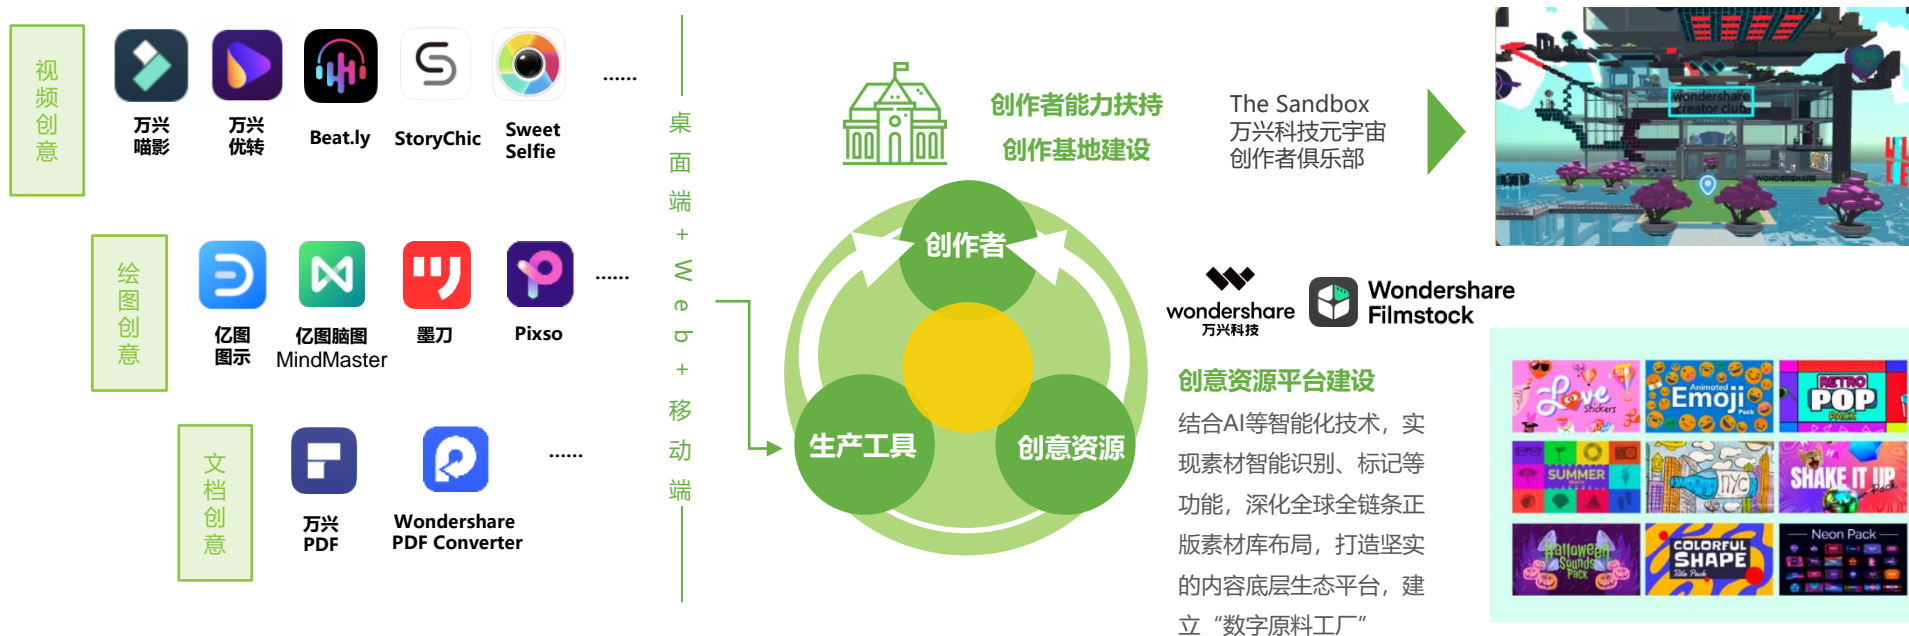 视频创意
万兴
喵影
万兴
优转
Beat.ly
StoryChic
Sweet
Selfie
......
绘图创意
亿图
图示
亿图脑图
MindMaster
墨刀
Pixso
......
文档创意
万兴
PDF
Wondershare
PDF Converter
......
桌面端+Web+移动端
创作者能力扶持
创作基地建设
The Sandbox
万兴科技元宇宙
创作者俱乐部
wondershare
creator club
WONDERSHARE
创作者
生产工具
创意资源
wondershare
万兴科技
Wondershare
Filmstock
创意资源平台建设
结合AI等智能化技术，实
现素材智能识别、标记等
功能，深化全球全链条正
版素材库布局，打造坚实
的内容底层生态平台，建
立“数字原料工厂”
Love
Stickers
Animated
Emoji
Pack
RETRO
POP
PACK
SUMMER
NYC
SHAKE IT UP
Pack
Halloween
Sounds
Pack
COLORFUL
SHAPE
Title Pack
Neon Pack